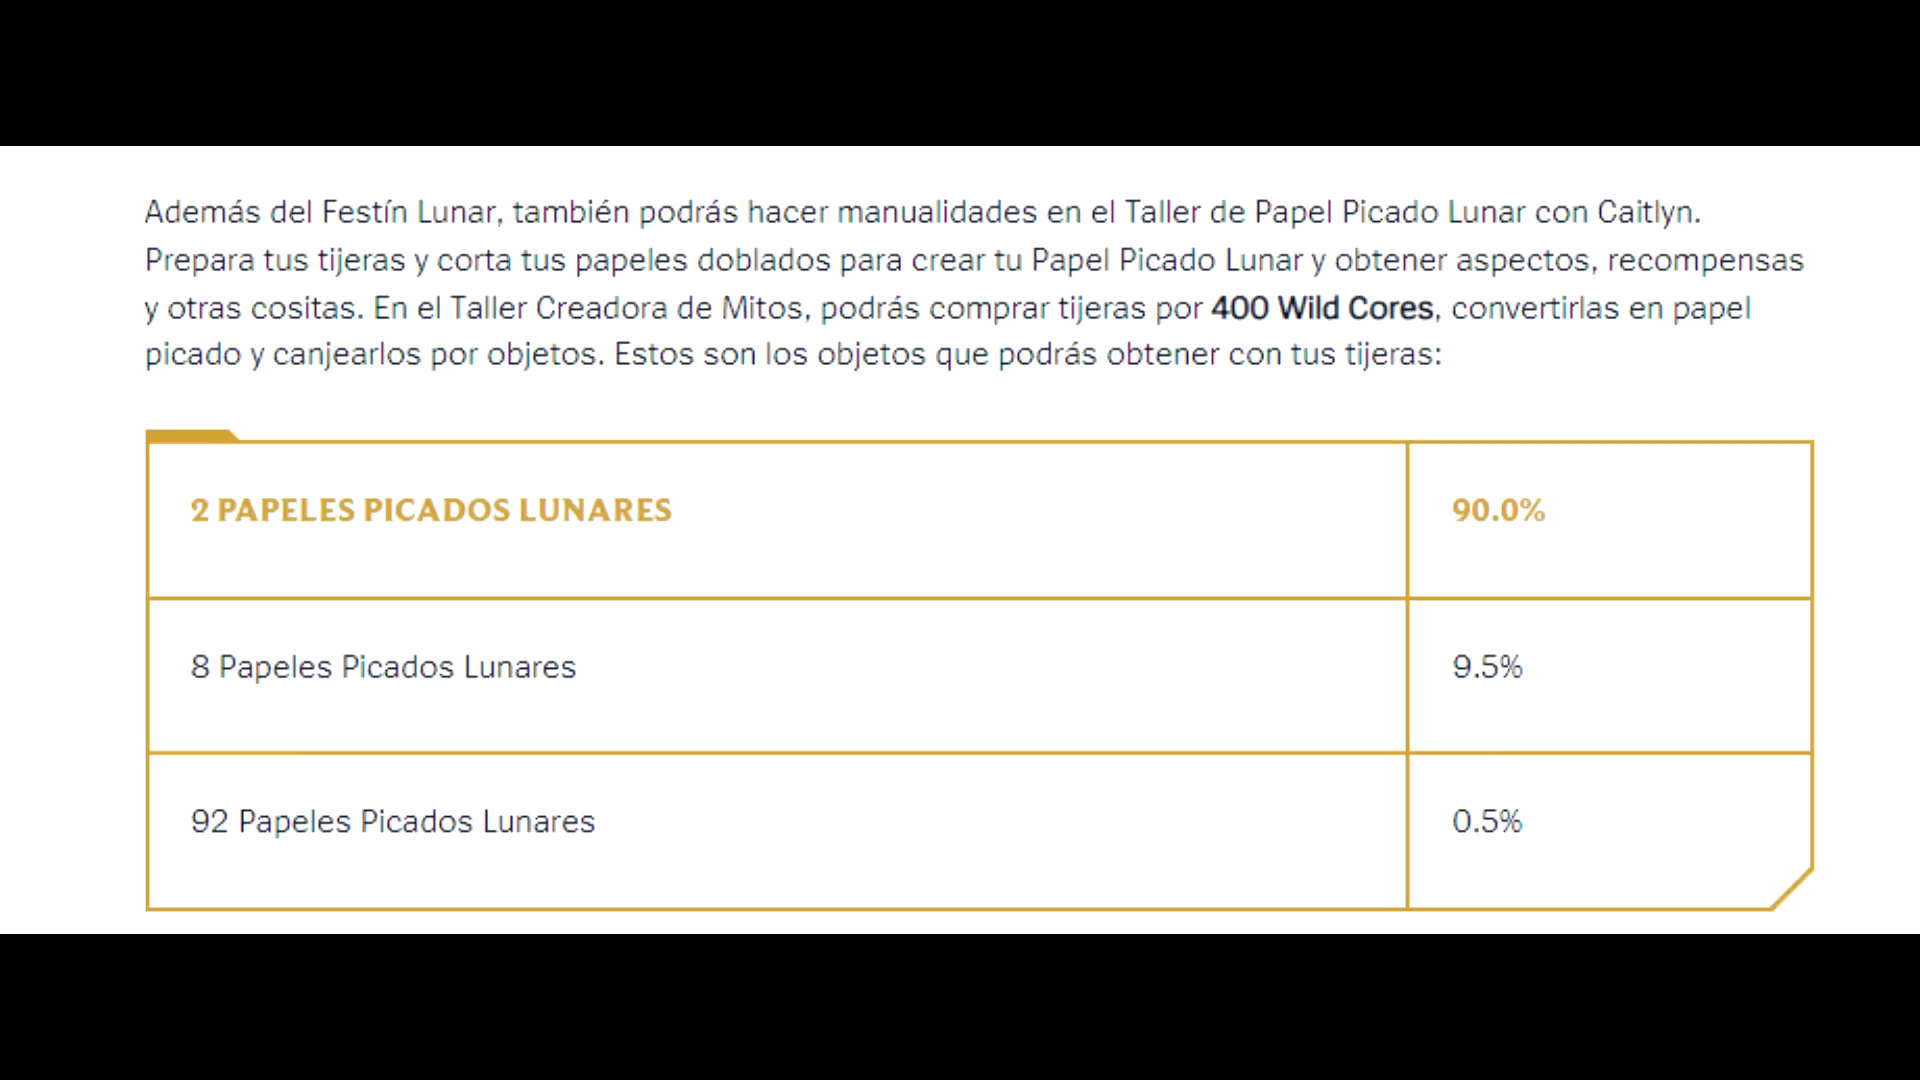 Además del Festín Lunar, también podrás hacer manualidades en el Taller de Papel Picado Lunar con Caitlyn.
Prepara tus tijeras y corta tus papeles doblados para crear tu Papel Picado Lunar y obtener aspectos, recompensas
y otras cositas. En el Taller Creadora de Mitos, podrás comprar tijeras por 400 Wild Cores, convertirlas en papel
picado y canjearlos por objetos. Estos son los objetos que podrás obtener con tus tijeras:
2 PAPELES PICADOS LUNARES 90.0%
8 Papeles Picados Lunares 9.5%
92 Papeles Picados Lunares 0.5%